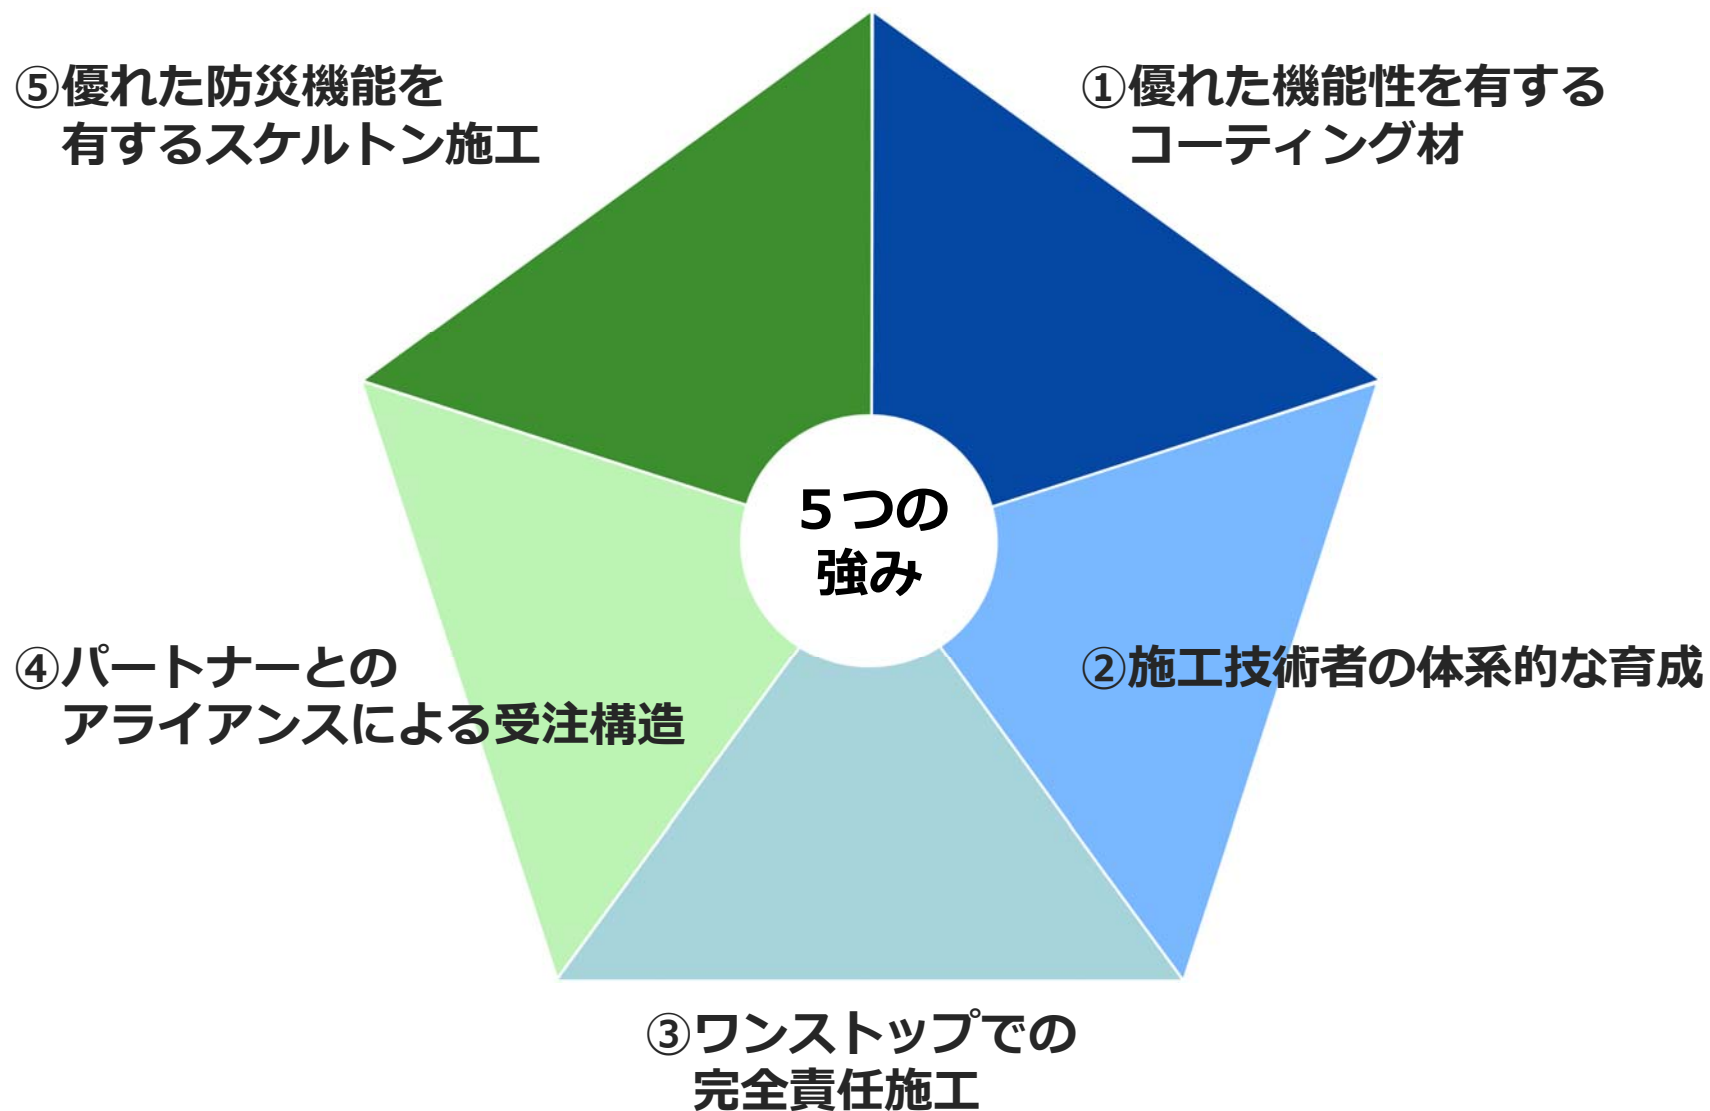 ①優れた機能性を有する
コーティング材
②施工技術者の体系的な育成
③ワンストップでの
完全責任施工
④パートナーとの
アライアンスによる受注構造
⑤優れた防災機能を
有するスケルトン施工
５つの
強み